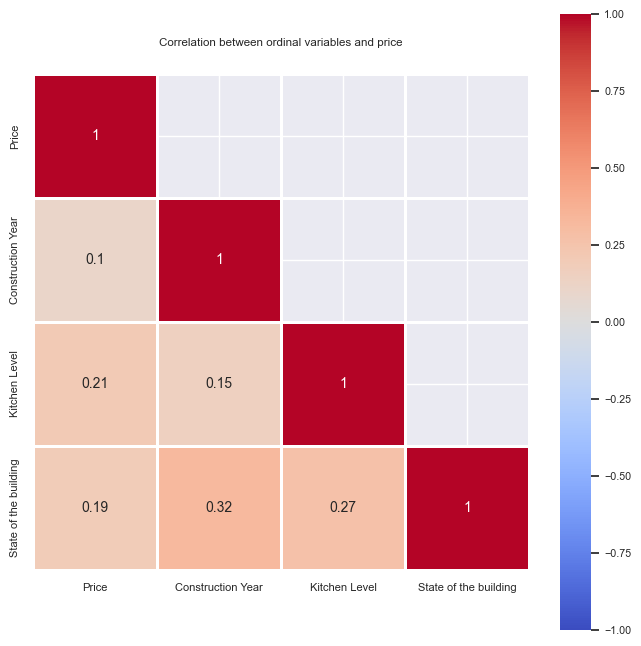 Correlation between ordinal variables and price
Price
1
Construction Year
0.1
1
Kitchen Level
0.21
0.15
1
State of the building
0.19
0.32
0.27
1
Price
Construction Year
Kitchen Level
State of the building
1.00
0.75
0.50
0.25
0.00
−0.25
−0.50
−0.75
−1.00